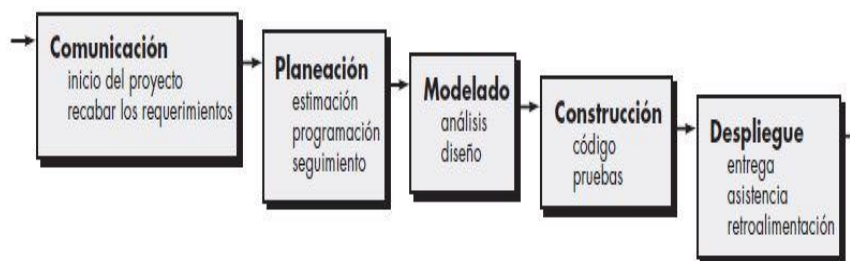 Comunicación
inicio del proyecto
recabar los requerimientos
Planeación
estimación
programación
seguimiento
Modelado
análisis
diseño
Construcción
código
pruebas
Despliegue
entrega
asistencia
retroalimentación